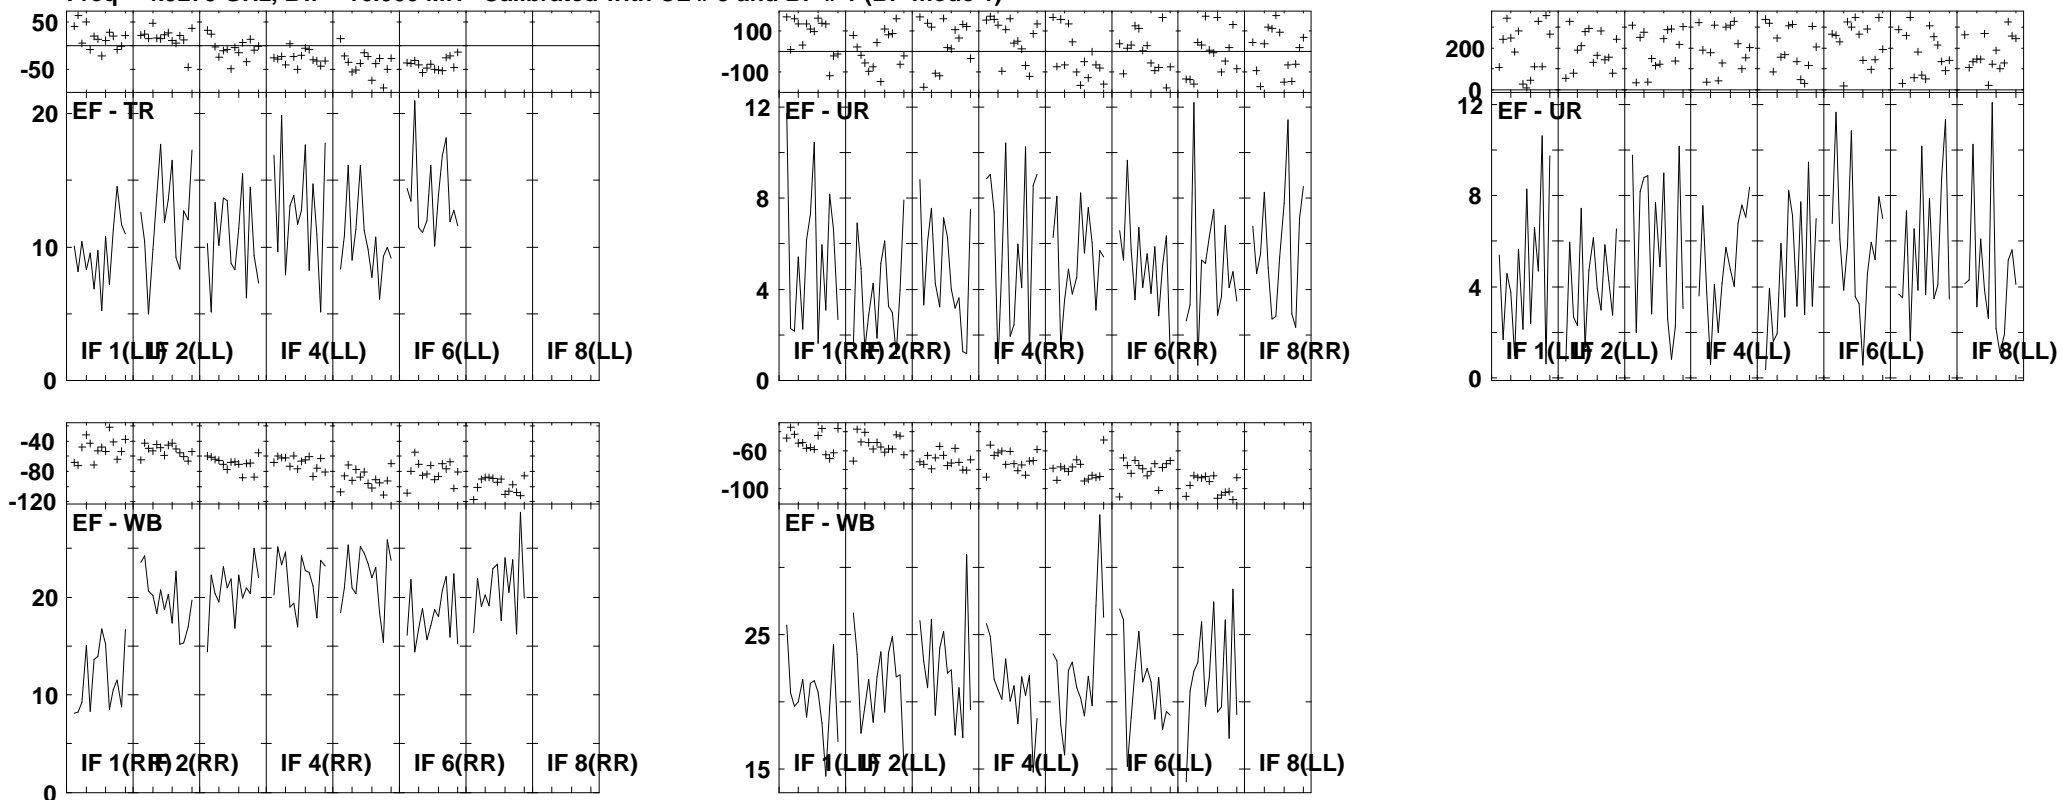 50
-50
EF - TR
20
10
0
IF 1(LL)
IF 2(LL)
IF 4(LL)
IF 6(LL)
IF 8(LL)
100
-100
EF - UR
12
8
4
0
IF 1(RR)
IF 2(RR)
IF 4(RR)
IF 6(RR)
IF 8(RR)
200
0
EF - UR
12
8
4
0
IF 1(LL)
IF 2(LL)
IF 4(LL)
IF 6(LL)
IF 8(LL)
-40
-80
-120
EF - WB
20
10
0
IF 1(RR)
IF 2(RR)
IF 4(RR)
IF 6(RR)
IF 8(RR)
-60
-100
EF - WB
25
15
IF 1(LL)
IF 2(LL)
IF 4(LL)
IF 6(LL)
IF 8(LL)